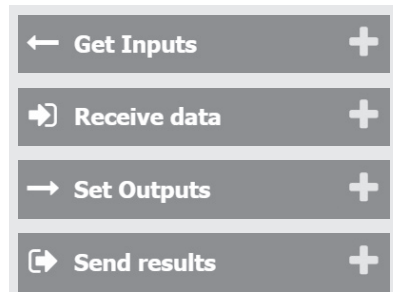 Get Inputs
Receive data
Set Outputs
Send results